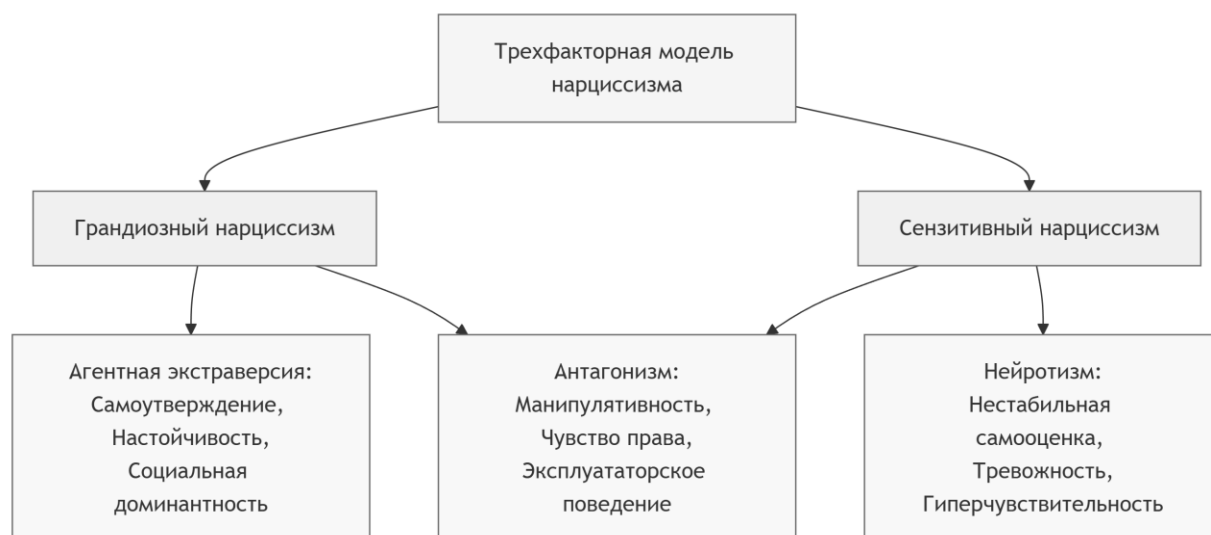 Трехфакторная модель
нарциссизма
Грандиозный нарциссизм
Сензитивный нарциссизм
Агентная экстраверсия:
Самоутверждение,
Настойчивость,
Социальная
доминантность
Антагонизм:
Манипулятивность,
Чувство права,
Эксплуататорское
поведение
Нейротизм:
Нестабильная
самооценка,
Тревожность,
Гиперчувствительность